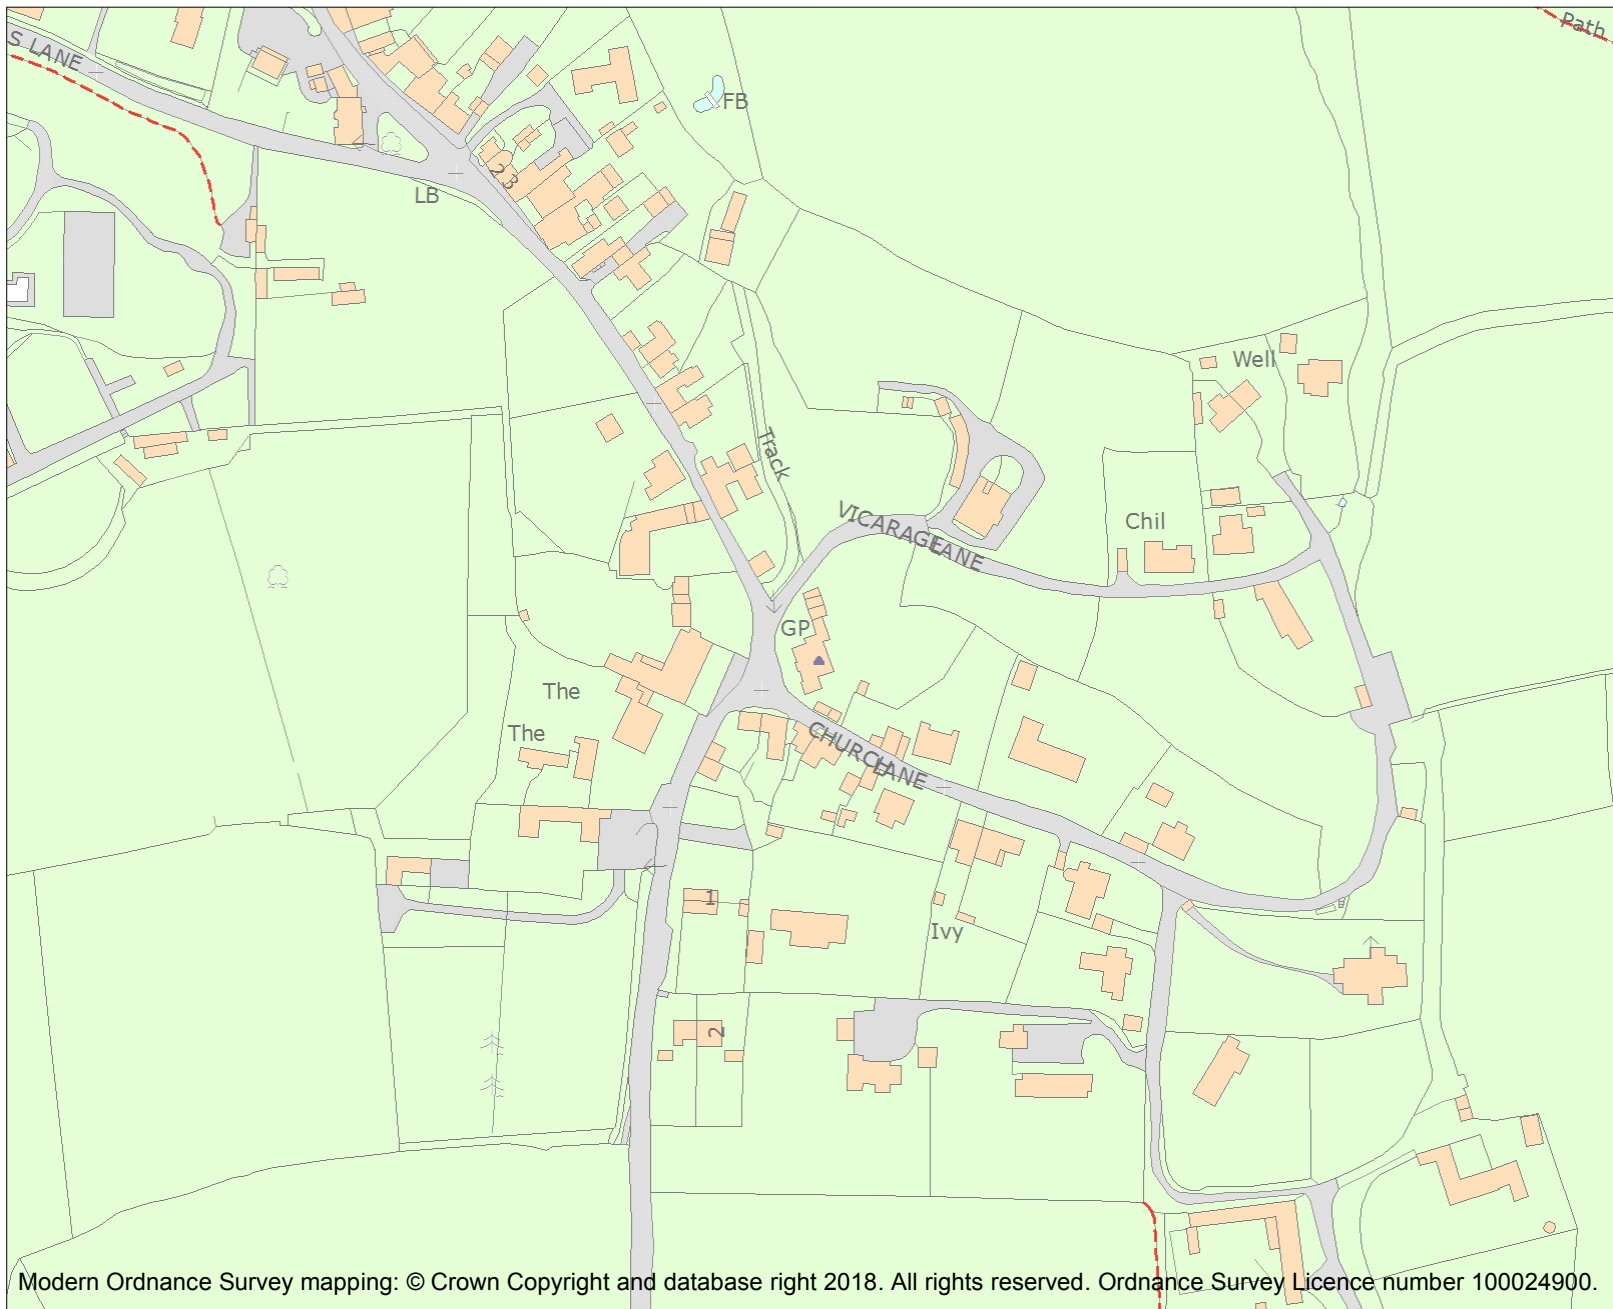 Path
S LANE
FB
2 3
LB
Well
Track
VICARAGE LANE
Chil
GP
The
The
CHURCH LANE
1
Ivy
2
Modern Ordnance Survey mapping: © Crown Copyright and database right 2018. All rights reserved. Ordnance Survey Licence number 100024900.